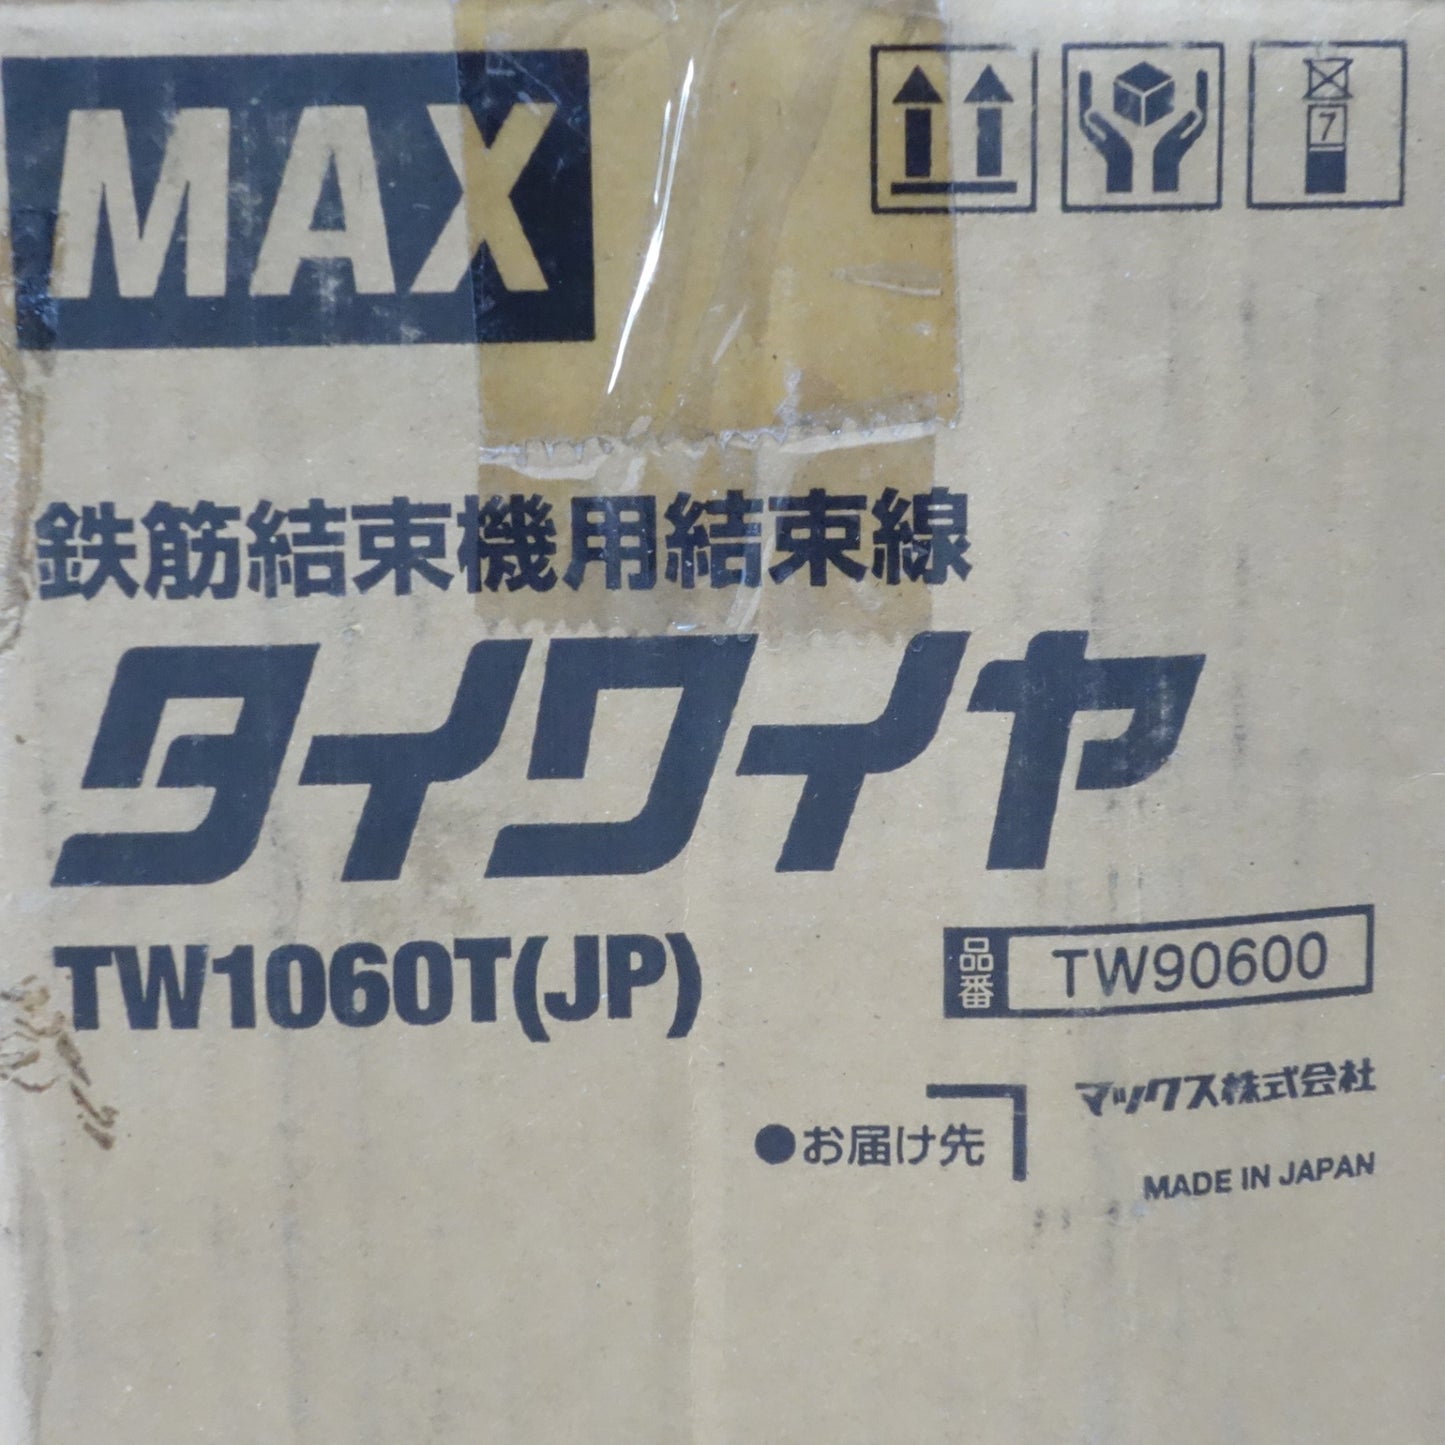 MAX
7
鉄筋結束機用結束線
タイワイヤ
TW1060T(JP)
品番 TW90600
マックス株式会社
●お届け先
MADE IN JAPAN